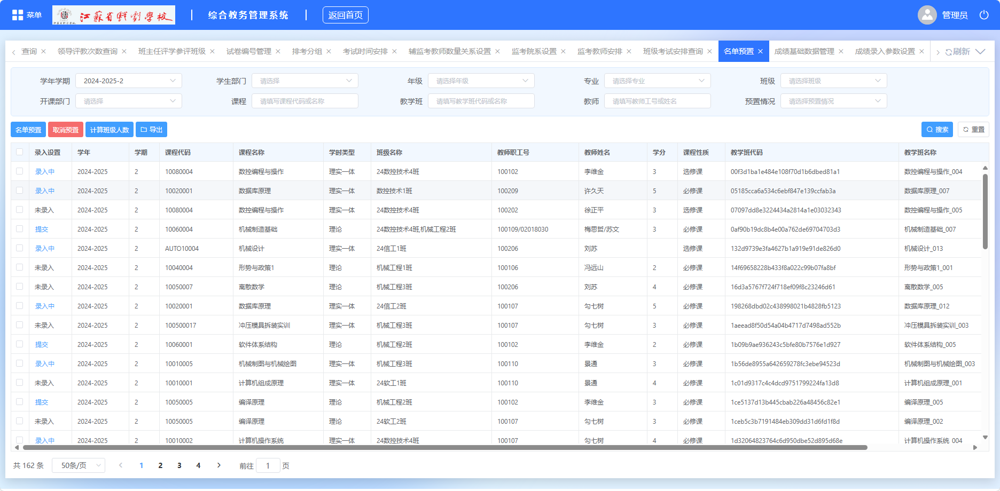 菜单 江苏省戏剧学校 综合教务管理系统 返回首页 管理员
查询 领导评教次数查询 班主任评学参评班级 试卷编号管理 排考分组 考试时间安排 辅监考教师数量关系设置 监考院系设置 监考教师安排 班级考试安排查询 名单预置 成绩基础数据管理 成绩录入参数设置 刷新
学年学期 2024-2025-2 学生部门 请选择 年级 请选择年级 专业 请选择专业 班级 请选择班级
开课部门 请选择 课程 请填写课程代码或名称 教学班 请填写教学班代码或名称 教师 请填写教师工号或姓名 预置情况 请选择预置情况
名单预置 取消预置 计算班级人数 导出 搜索 重置
录入设置 学年 学期 课程代码 课程名称 学时类型 班级名称 教师职工号 教师姓名 学分 课程性质 教学班代码 教学班名称
录入中 2024-2025 2 10080004 数控编程与操作 理实一体 24数控技术4班 100102 李维金 3 选修课 00f3d1ba1e484e108f70d1b6dbed81a1 数控编程与操作_004
录入中 2024-2025 2 10020001 数据库原理 理实一体 数控技术1班 100209 许久天 5 必修课 05185cca6a534c6ebf847e139ccfab3a 数据库原理_007
未录入 2024-2025 2 10080004 数控编程与操作 理实一体 24数控技术4班 100202 徐正平 3 选修课 07097dd8e3224434a2814a1e03032343 数控编程与操作_005
提交 2024-2025 2 10060004 机械制造基础 理论 24数控技术4班,机械工程2班 100109/02018030 梅思哲/苏文 3 必修课 0af90b19dc8b4e00a762de69704703d3 机械制造基础_007
录入中 2024-2025 2 AUTO10004 机械设计 理实一体 24信工1班 100206 刘苏 选修课 132d9739e3fa4627b1a919e91de826d0 机械设计_013
未录入 2024-2025 2 10040004 形势与政策1 理论 机械工程1班 100106 冯远山 2 必修课 14f69658228b433f8a022c99b07fa8bf 形势与政策1_001
未录入 2024-2025 2 10050007 离散数学 理论 机械工程3班 100206 刘苏 4 必修课 16d3a5767f724f718ef09f8c23246d61 离散数学_005
录入中 2024-2025 2 10020001 数据库原理 理实一体 24信工2班 100107 勾七树 5 必修课 198268dbd02c438998021b4828fb5123 数据库原理_012
未录入 2024-2025 2 100500017 冲压模具拆装实训 理实一体 机械工程3班 100107 勾七树 3 必修课 1aeead8f50d54a04b4717d7498ad552b 冲压模具拆装实训_003
提交 2024-2025 2 10060001 软件体系结构 理论 机械工程2班 100102 李维金 2 必修课 1b09b9ae936243c5bfe80b7576e1d927 软件体系结构_005
录入中 2024-2025 2 10010005 机械制图与机械绘图 理实一体 机械工程3班 100110 景通 3 必修课 1b56de8955a642659278fc3ebe94523d 机械制图与机械绘图_003
未录入 2024-2025 2 10010001 计算机组成原理 理实一体 24软工1班 100110 景通 4 必修课 1c01d9317c4c4dcd9751799224fa13d8 计算机组成原理_001
提交 2024-2025 2 10050005 编译原理 理论 机械工程2班 100102 李维金 3 必修课 1ce5137d13b445cbab226a48456c82e1 编译原理_005
未录入 2024-2025 2 10050005 编译原理 理论 24软工2班 100107 勾七树 3 必修课 1ceb5c3b7191484eb309dd31d6fd1f8d 编译原理_002
录入中 2024-2025 2 10010002 计算机操作系统 理实一体 24数控技术4班 100107 勾七树 4 必修课 1d32064823764c6d950dbe52d895d68e 计算机操作系统_004
共 162 条 50条/页 1 2 3 4 前往 1 页